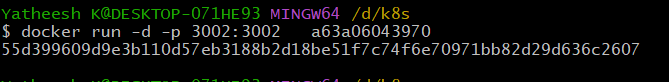 Yatheesh K@DESKTOP-071HE93 MINGW64 /d/k8s
$ docker run -d -p 3002:3002   a63a06043970
55d399609d9e3b110d57eb3188b2d18be51f7c74f6e70971bb82d29d636c2607